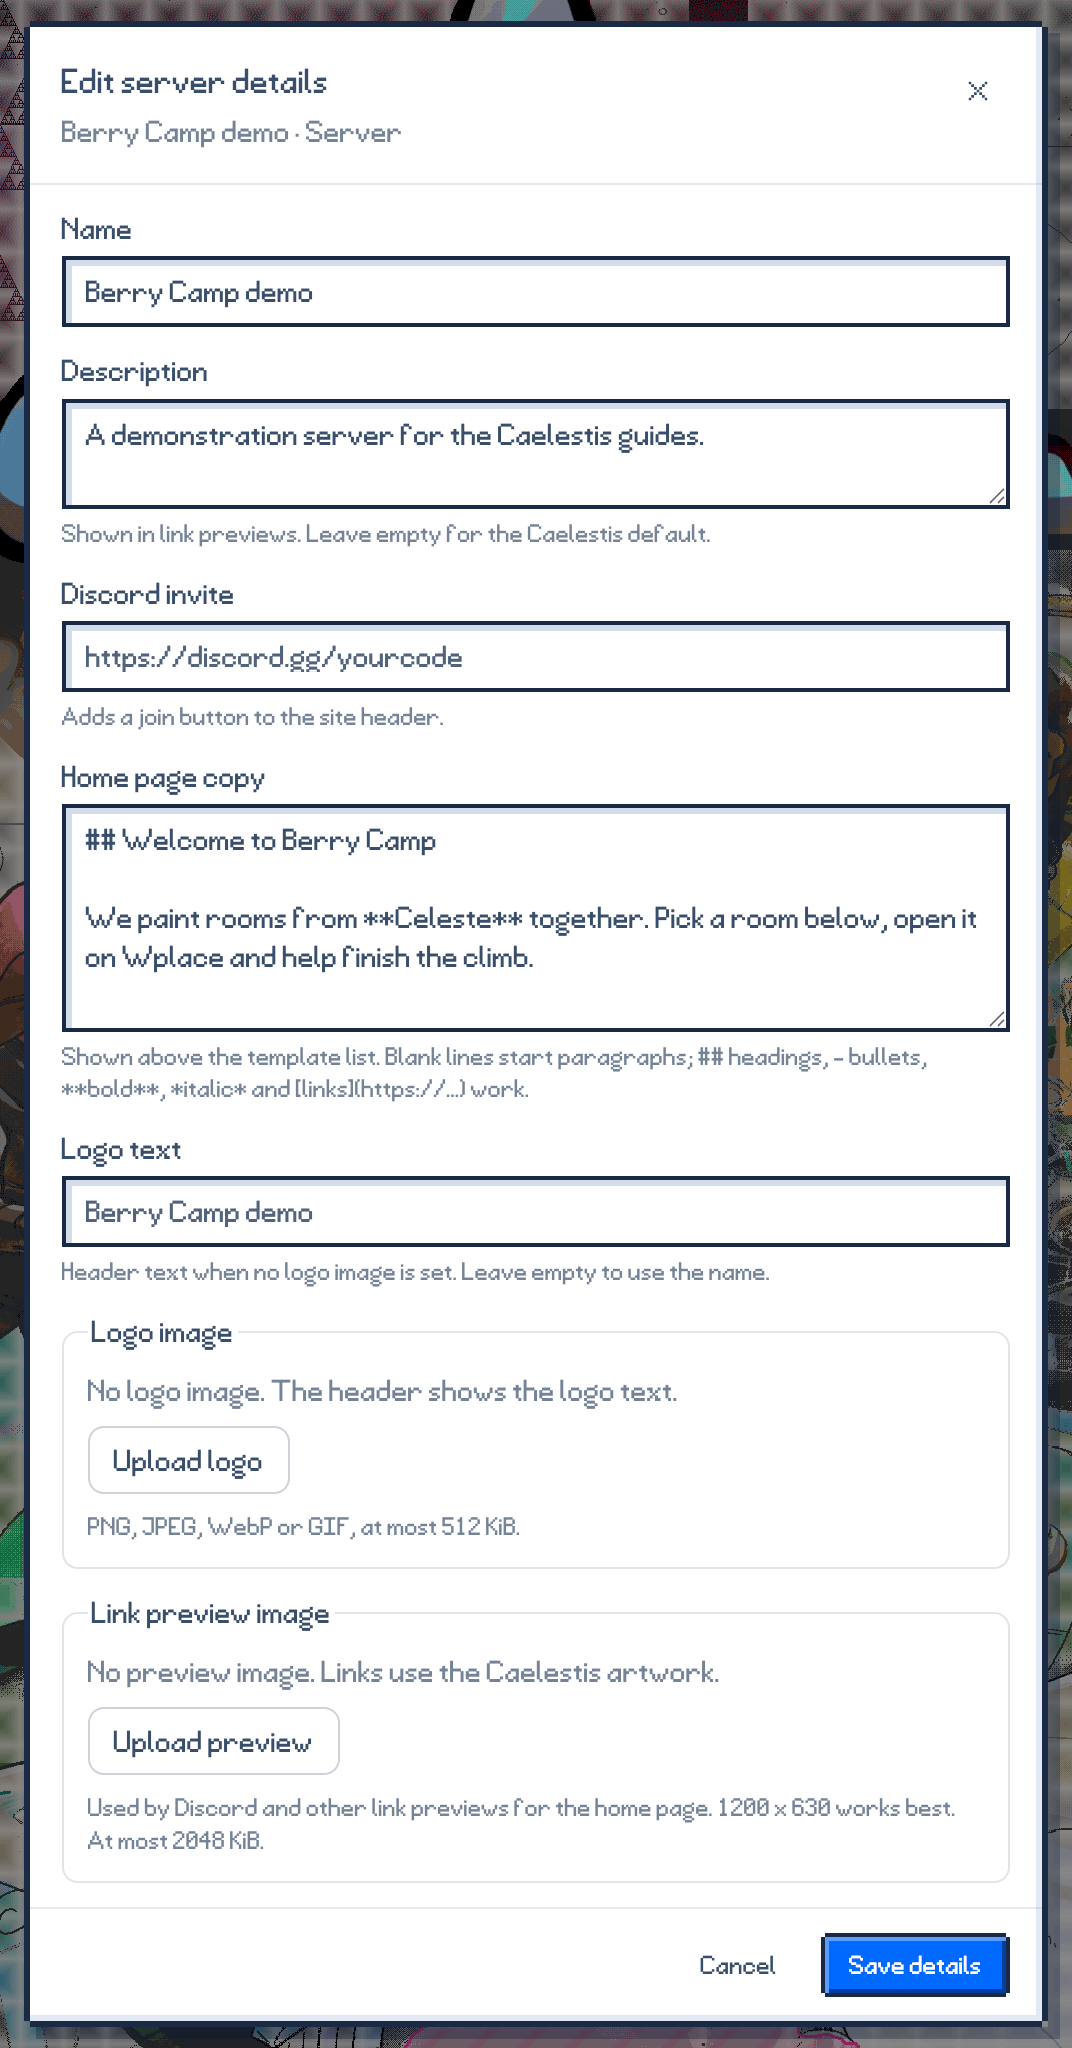 Edit server details
Berry Camp demo · Server
Name
Berry Camp demo
Description
A demonstration server for the Caelestis guides.
Shown in link previews. Leave empty for the Caelestis default.
Discord invite
https://discord.gg/yourcode
Adds a join button to the site header.
Home page copy
## Welcome to Berry Camp
We paint rooms from **Celeste** together. Pick a room below, open it
on Wplace and help finish the climb.
Shown above the template list. Blank lines start paragraphs; ## headings, - bullets,
**bold**, *italic* and [links](https://...) work.
Logo text
Berry Camp demo
Header text when no logo image is set. Leave empty to use the name.
Logo image
No logo image. The header shows the logo text.
Upload logo
PNG, JPEG, WebP or GIF, at most 512 KiB.
Link preview image
No preview image. Links use the Caelestis artwork.
Upload preview
Used by Discord and other link previews for the home page. 1200 x 630 works best.
At most 2048 KiB.
Cancel
Save details